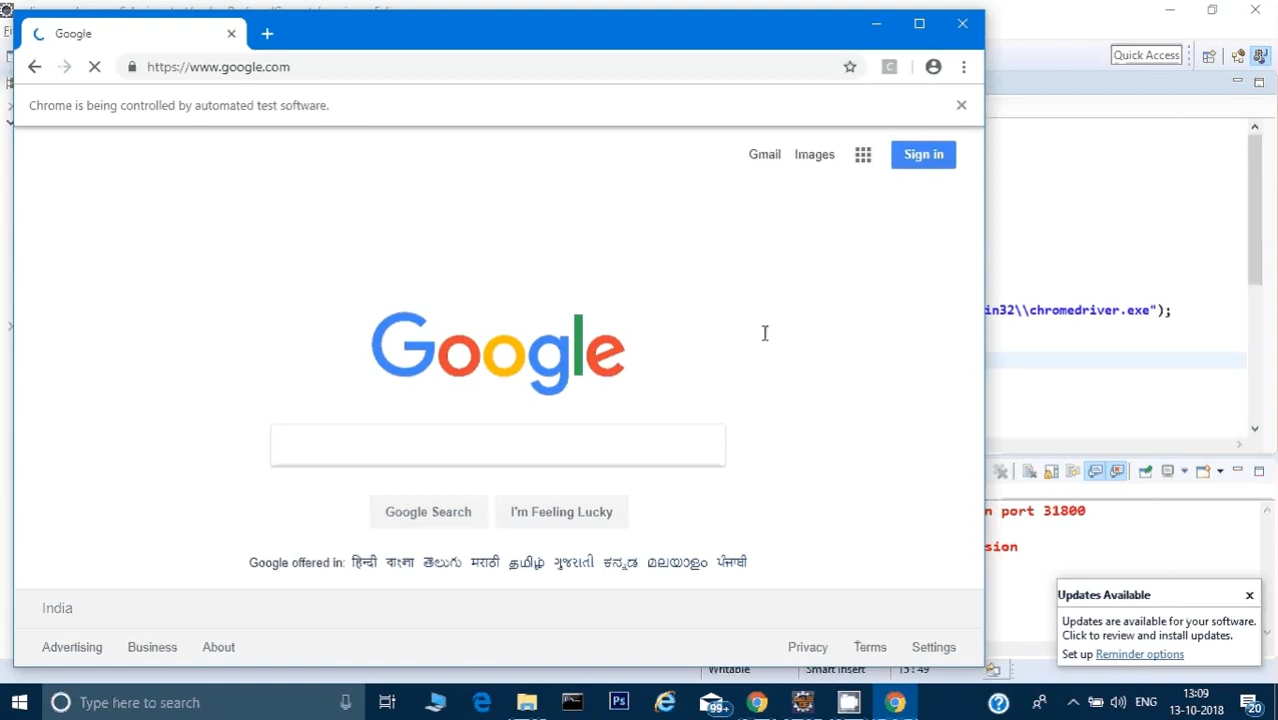 Google
https://www.google.com
Quick Access
Chrome is being controlled by automated test software.
Gmail Images Sign in
in32\\chromedriver.exe");
Google
Google Search I'm Feeling Lucky
n port 31800
sion
Google offered in: हिन्दी বাংলা తెలుగు मराठी தமிழ் ગુજરાતી ಕನ್ನಡ മലയാളം ਪੰਜਾਬੀ
Updates Available
Updates are available for your software.
Click to review and install updates.
Set up Reminder options
India
Advertising Business About Privacy Terms Settings
Writable Smart Insert 15:49
Type here to search
99+
ENG
13:09
13-10-2018
20